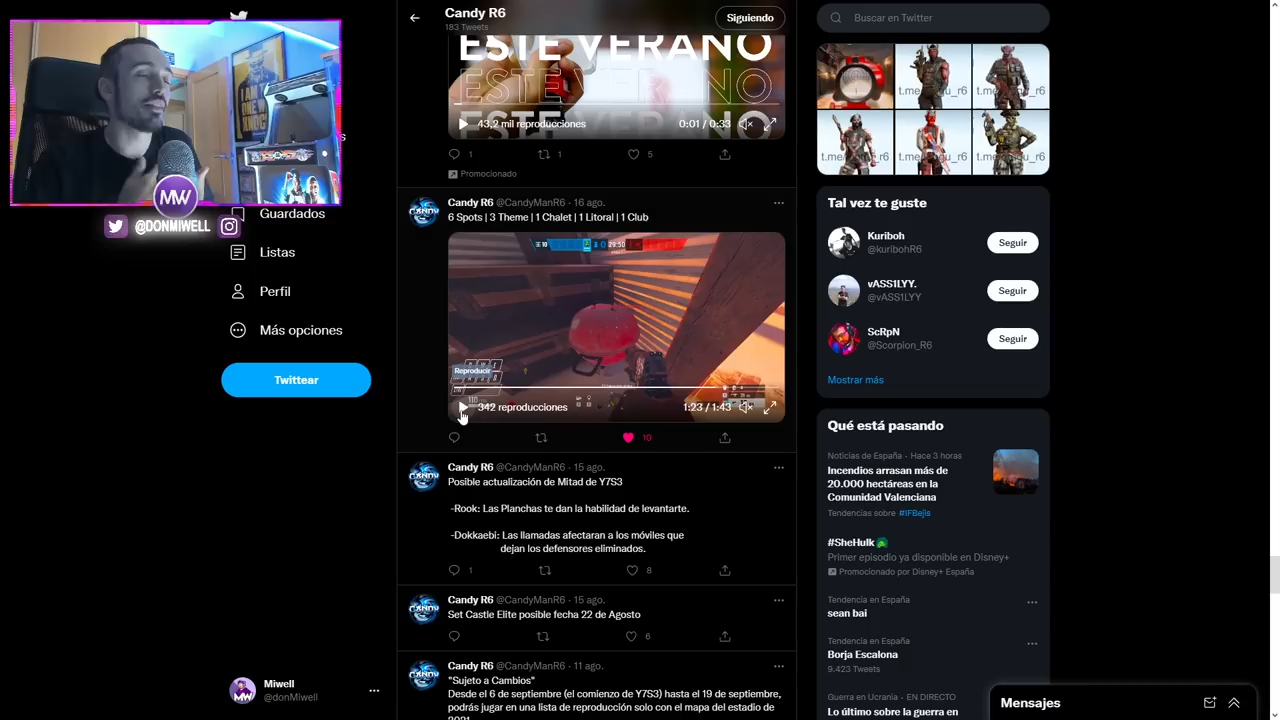 Candy R6
183 Tweets
Siguiendo
Buscar en Twitter
ESTE VERANO
ESTE VERANO
ESTE VERANO
43,2 mil reproducciones
0:01 / 0:33
1
1
5
Promocionado
MW
@DONMIWELL
Guardados
Listas
Perfil
Más opciones
Twittear
Miwell
@donMiwell
Candy R6 @CandyManR6 · 16 ago.
6 Spots | 3 Theme | 1 Chalet | 1 Litoral | 1 Club
29:50
Reproducir
342 reproducciones
1:23 / 1:43
10
Candy R6 @CandyManR6 · 15 ago.
Posible actualización de Mitad de Y7S3
-Rook: Las Planchas te dan la habilidad de levantarte.
-Dokkaebi: Las llamadas afectaran a los móviles que
dejan los defensores eliminados.
1
8
Candy R6 @CandyManR6 · 15 ago.
Set Castle Elite posible fecha 22 de Agosto
6
Candy R6 @CandyManR6 · 11 ago.
"Sujeto a Cambios"
Desde el 6 de septiembre (el comienzo de Y7S3) hasta el 19 de septiembre,
podrás jugar en una lista de reproducción solo con el mapa del estadio de
2021
Tal vez te guste
Kuriboh
@kuribohR6
Seguir
vASS1LYY.
@vASS1LYY
Seguir
ScRpN
@Scorpion_R6
Seguir
Mostrar más
Qué está pasando
Noticias de España · Hace 3 horas
Incendios arrasan más de
20.000 hectáreas en la
Comunidad Valenciana
Tendencias sobre #IFBejís
#SheHulk
Primer episodio ya disponible en Disney+
Promocionado por Disney+ España
Tendencia en España
sean bai
Tendencia en España
Borja Escalona
9.423 Tweets
Guerra en Ucrania · EN DIRECTO
Lo último sobre la guerra en
Mensajes